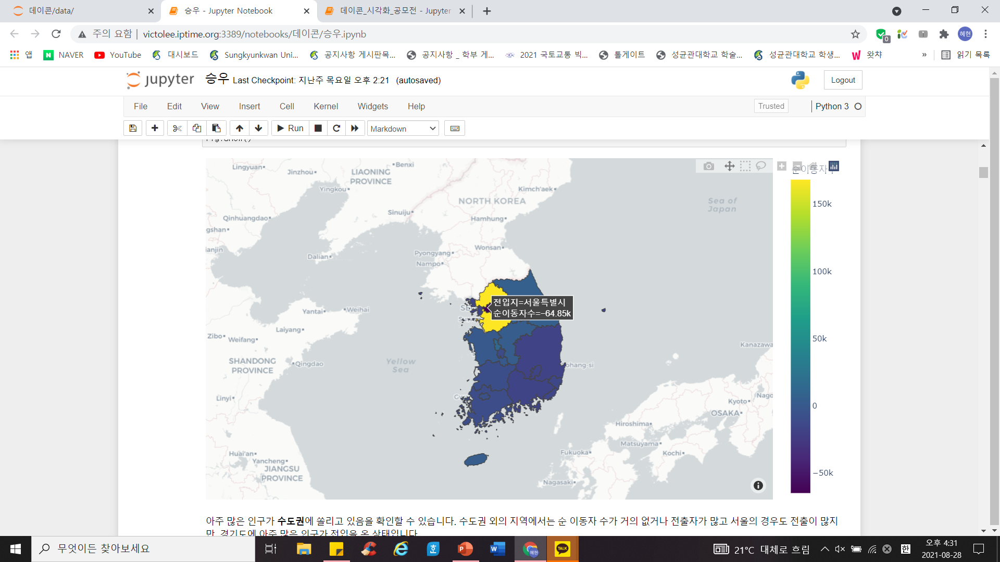 데이콘/data/
승우 - Jupyter Notebook
데이콘_시각화_공모전 - Jupyter
주의 요함 | victolee.iptime.org:3389/notebooks/데이콘/승우.ipynb
0
혜현
앱 NAVER YouTube 대시보드 Sungkyunkwan Uni... 공지사항 게시판목... 공지사항 _ 학부 게... 2021 국토교통 빅... 톨게이트 성균관대학교 학술... 성균관대학교 학생... 왓챠 » 읽기 목록
jupyter 승우 Last Checkpoint: 지난주 목요일 오후 2:21 (autosaved)
Logout
File Edit View Insert Cell Kernel Widgets Help
Trusted
Python 3
Run
Markdown
Lingyuan
Jinzhou
LIAONING
PROVINCE
Benxi
Yingkou
Kimch'aek
NORTH KOREA
Sea of
Japan
Qinhuangdao
gshan
Sinuiju
Hamhung
ianjin
Dalian
Pyongyang
Nampo
Wonsan
전입지=서울특별시
순이동자수=−64.85k
Yantai
Weihai
Laiyang
Zibo
Weifang
SHANDONG
PROVINCE
Qingdao
Yellow
Sea
ohang-si
Kanazawa
Linyi
Kyoto
Nago
OSAKA
Hiroshima
Matsuyama
Kochi
Fukuoka
Nagasaki
Huai'an
Yancheng
JIANGSU
PROVINCE
순이동자수
150k
100k
50k
0
−50k
아주 많은 인구가 수도권에 쏠리고 있음을 확인할 수 있습니다. 수도권 외의 지역에서는 순 이동자 수가 거의 없거나 전출자가 많고 서울의 경우도 전출이 많지
만, 경기도에 아주 많은 인구가 전입을 온 상태입니다.
무엇이든 찾아보세요
호
TALK
21°C 대체로 흐림
한
오후 4:31
2021-08-28